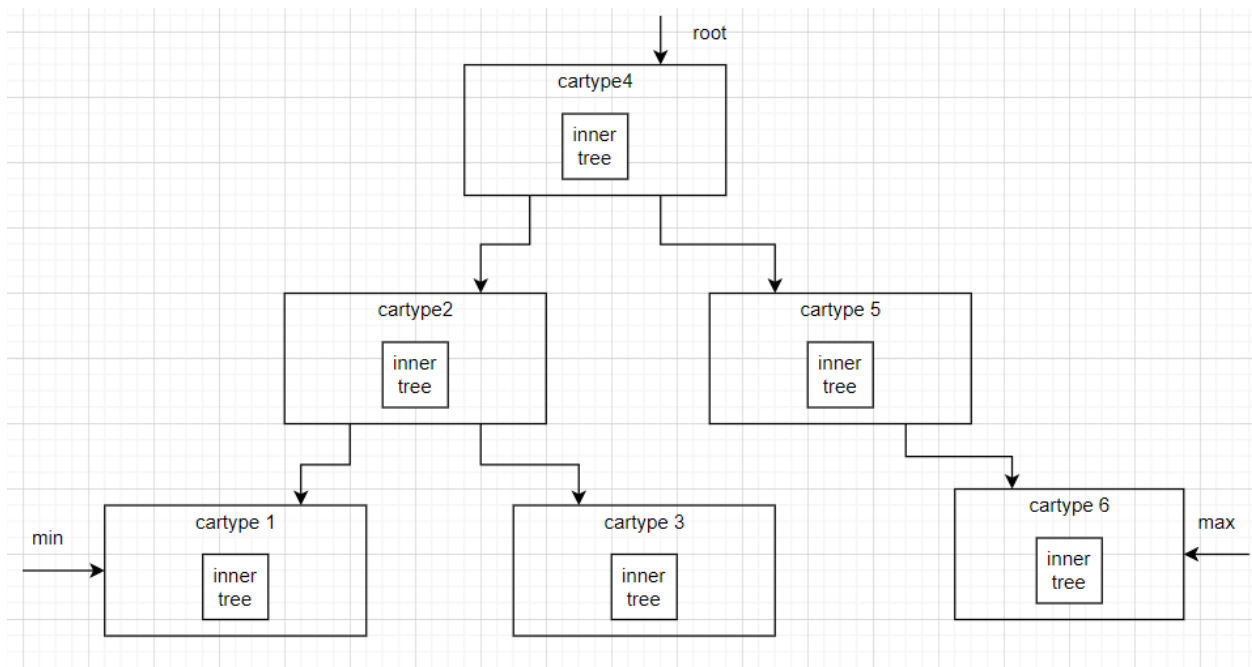 root
cartype4
inner
tree
cartype2
inner
tree
cartype 5
inner
tree
min
cartype 1
inner
tree
cartype 3
inner
tree
cartype 6
inner
tree
max